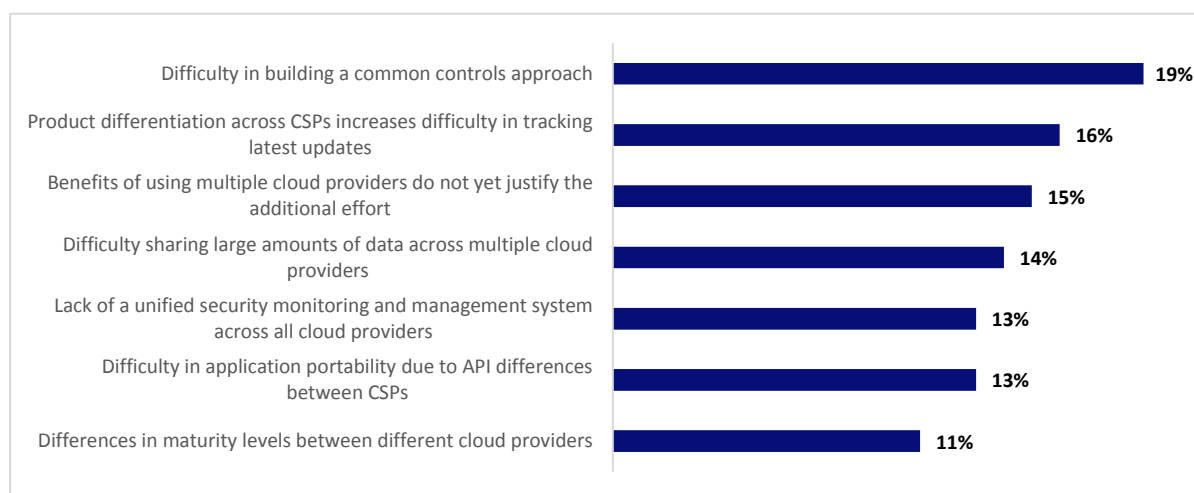 Difficulty in building a common controls approach
19%
Product differentiation across CSPs increases difficulty in tracking
latest updates
16%
Benefits of using multiple cloud providers do not yet justify the
additional effort
15%
Difficulty sharing large amounts of data across multiple cloud
providers
14%
Lack of a unified security monitoring and management system
across all cloud providers
13%
Difficulty in application portability due to API differences
between CSPs
13%
Differences in maturity levels between different cloud providers
11%